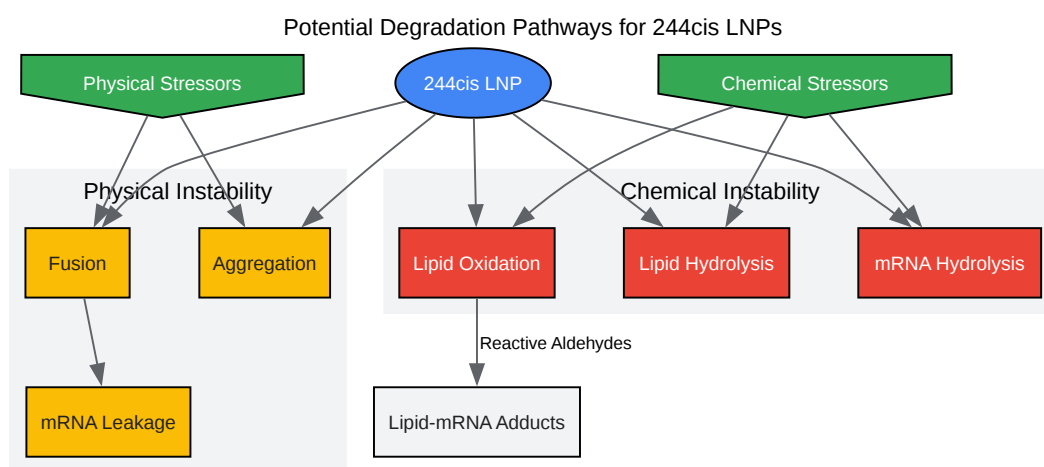 Potential Degradation Pathways for 244cis LNPs
Physical Stressors
244cis LNP
Chemical Stressors
Physical Instability
Chemical Instability
Fusion
Aggregation
Lipid Oxidation
Lipid Hydrolysis
mRNA Hydrolysis
Reactive Aldehydes
mRNA Leakage
Lipid-mRNA Adducts